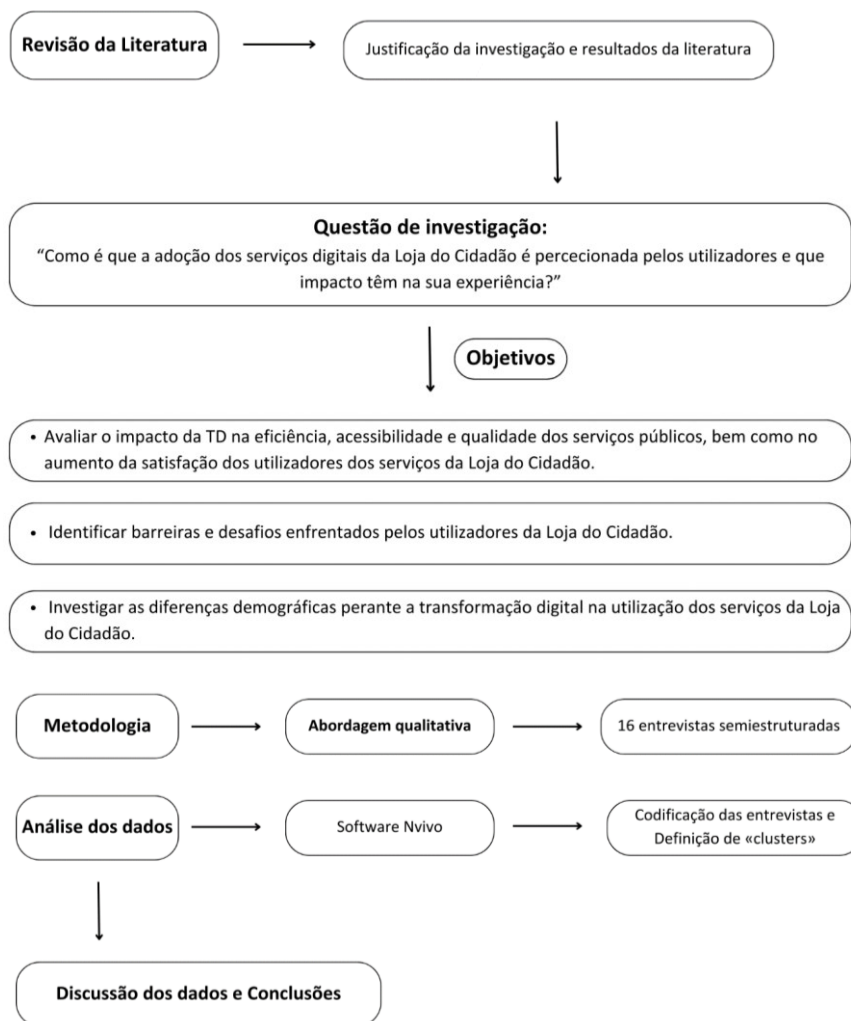 Revisão da Literatura
Justificação da investigação e resultados da literatura
Questão de investigação:
“Como é que a adoção dos serviços digitais da Loja do Cidadão é percecionada pelos utilizadores e que
impacto têm na sua experiência?”
Objetivos
• Avaliar o impacto da TD na eficiência, acessibilidade e qualidade dos serviços públicos, bem como no
aumento da satisfação dos utilizadores dos serviços da Loja do Cidadão.
• Identificar barreiras e desafios enfrentados pelos utilizadores da Loja do Cidadão.
• Investigar as diferenças demográficas perante a transformação digital na utilização dos serviços da Loja
do Cidadão.
Metodologia
Abordagem qualitativa
16 entrevistas semiestruturadas
Análise dos dados
Software Nvivo
Codificação das entrevistas e
Definição de «clusters»
Discussão dos dados e Conclusões